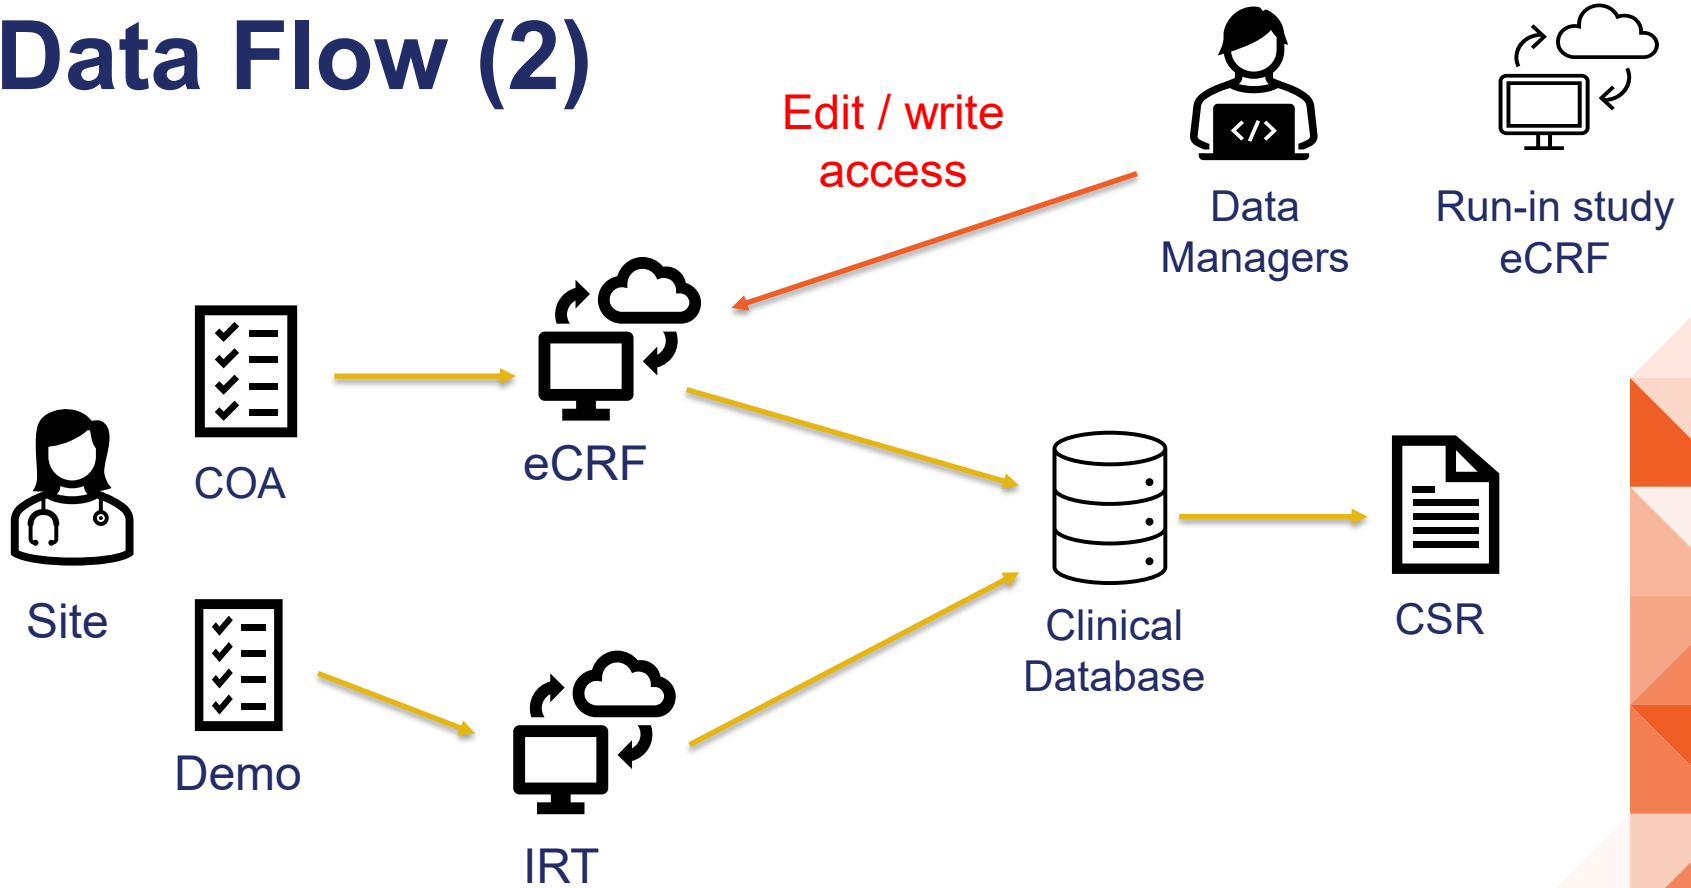 Data Flow (2)
Edit / write
access
</>
Data
Managers
Run-in study
eCRF
COA
eCRF
Site
Clinical
Database
CSR
Demo
IRT